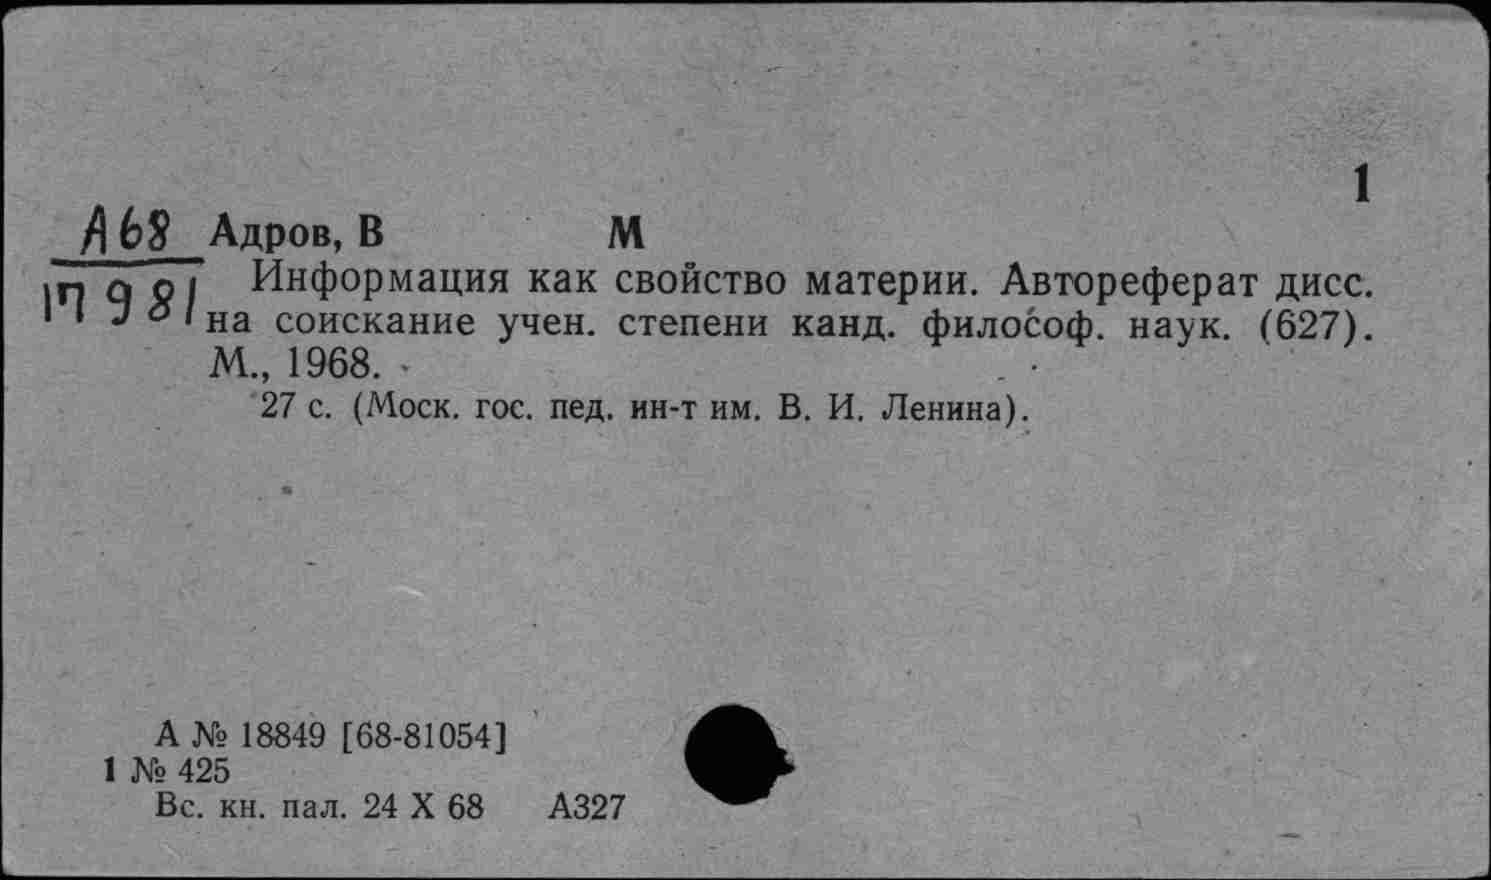 1
А68 Адров, В М
Информация как свойство материи. Автореферат дисс.
на соискание учен. степени канд. философ. наук. (627).
М., 1968.
27 с. (Моск. гос. пед. ин-т им. В. И. Ленина).
А № 18849 [68-81054]
1 № 425
Вс. кн. пал. 24 X 68 А327